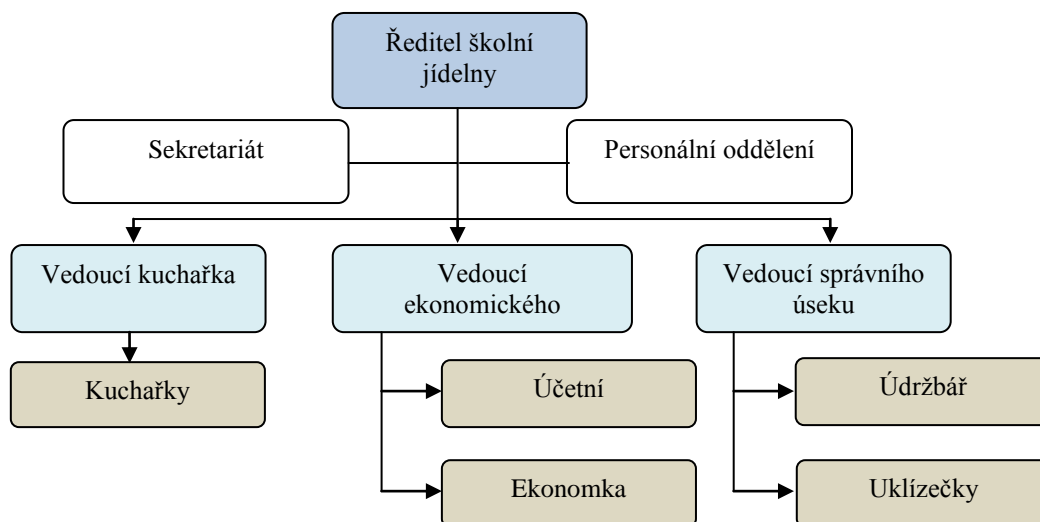 Ředitel školní
jídelny
Sekretariát
Personální oddělení
Vedoucí kuchařka
Vedoucí
ekonomického
Vedoucí správního
úseku
Kuchařky
Účetní
Údržbář
Ekonomka
Uklízečky